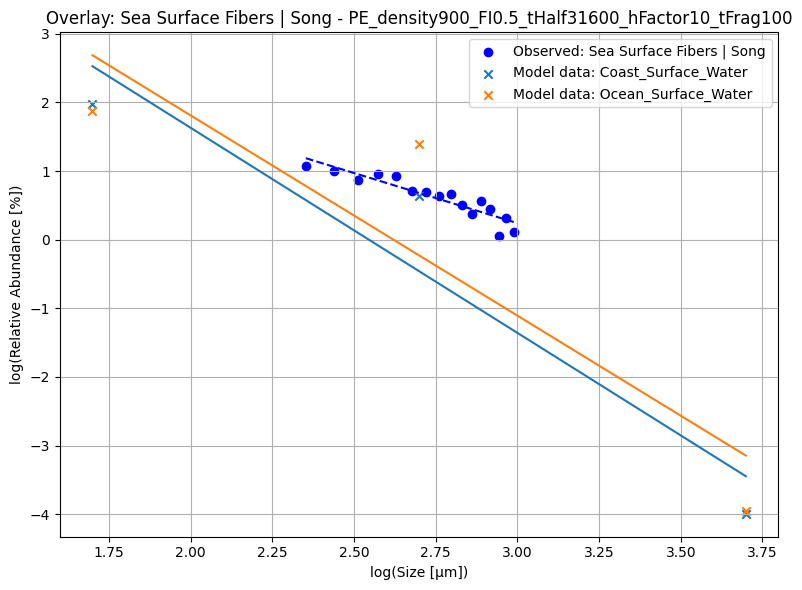 Overlay: Sea Surface Fibers | Song - PE_density900_FI0.5_tHalf31600_hFactor10_tFrag100
Observed: Sea Surface Fibers | Song
Model data: Coast_Surface_Water
Model data: Ocean_Surface_Water
log(Relative Abundance [%])
3
2
1
0
−1
−2
−3
−4
1.75
2.00
2.25
2.50
2.75
3.00
3.25
3.50
3.75
log(Size [µm])